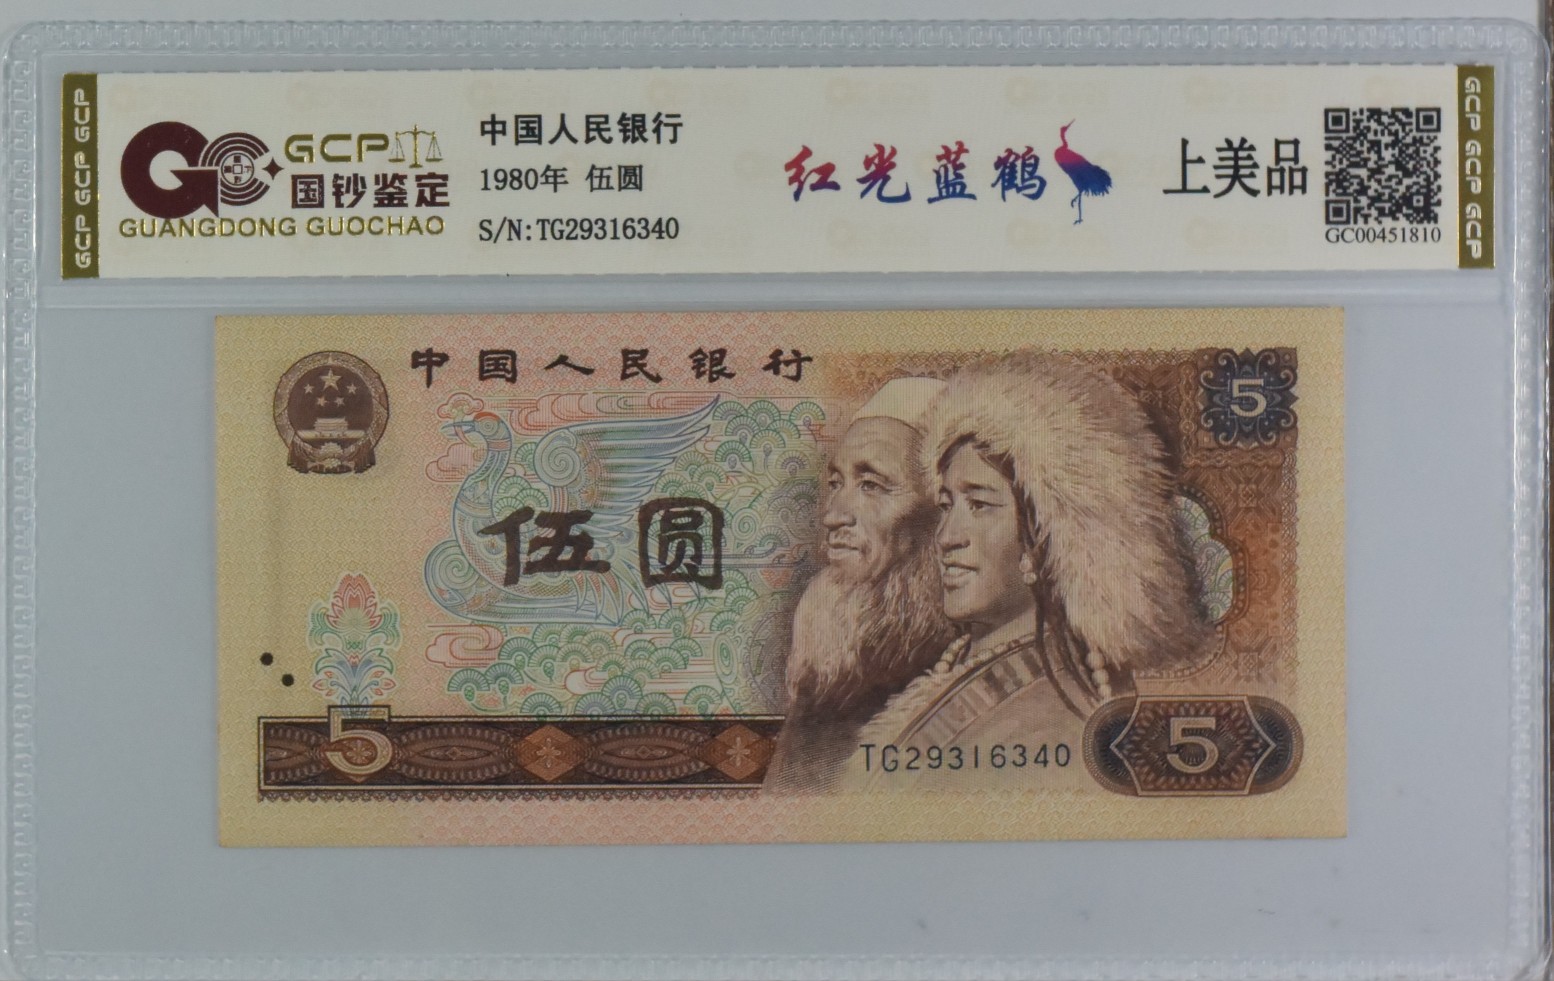 GCP GCP GCP
GCP
国钞鉴定
GUANGDONG GUOCHAO
中国人民银行
1980年 伍圆
S/N:TG29316340
红光蓝鹤
上美品
GC00451810
GCP GCP GCP
中国人民银行
5
伍圆
5
TG29316340
5